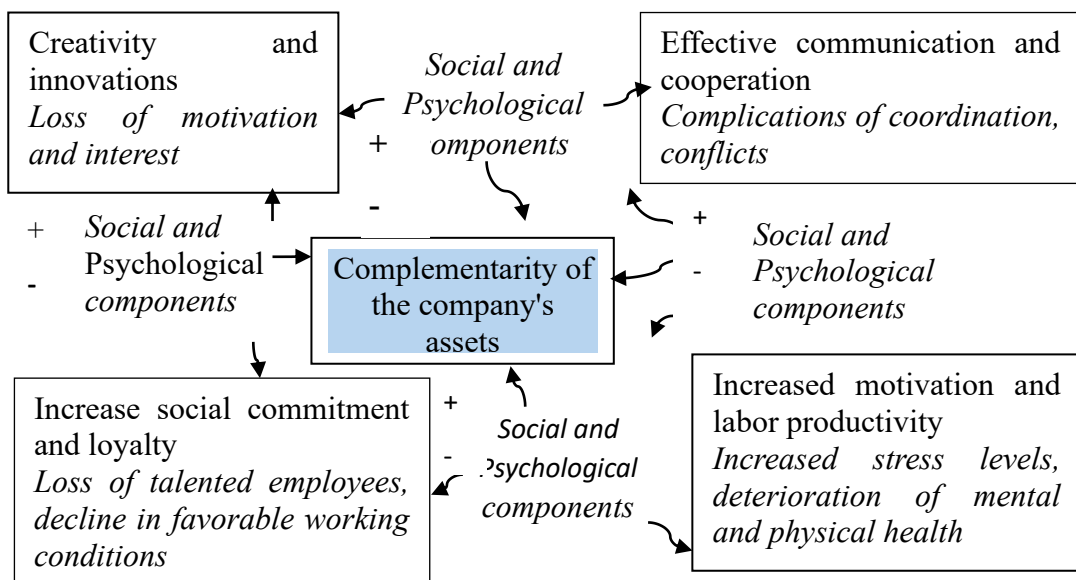 Creativity and
innovations
Loss of motivation
and interest
Social and
Psychological
omponents
+
-
Effective communication and
cooperation
Complications of coordination,
conflicts
+
-
Social and
Psychological
components
Complementarity of
the company's
assets
+
-
Social and
Psychological
components
Increase social commitment
and loyalty
Loss of talented employees,
decline in favorable working
conditions
+
-
Social and
Psychological
components
Increased motivation and
labor productivity
Increased stress levels,
deterioration of mental
and physical health